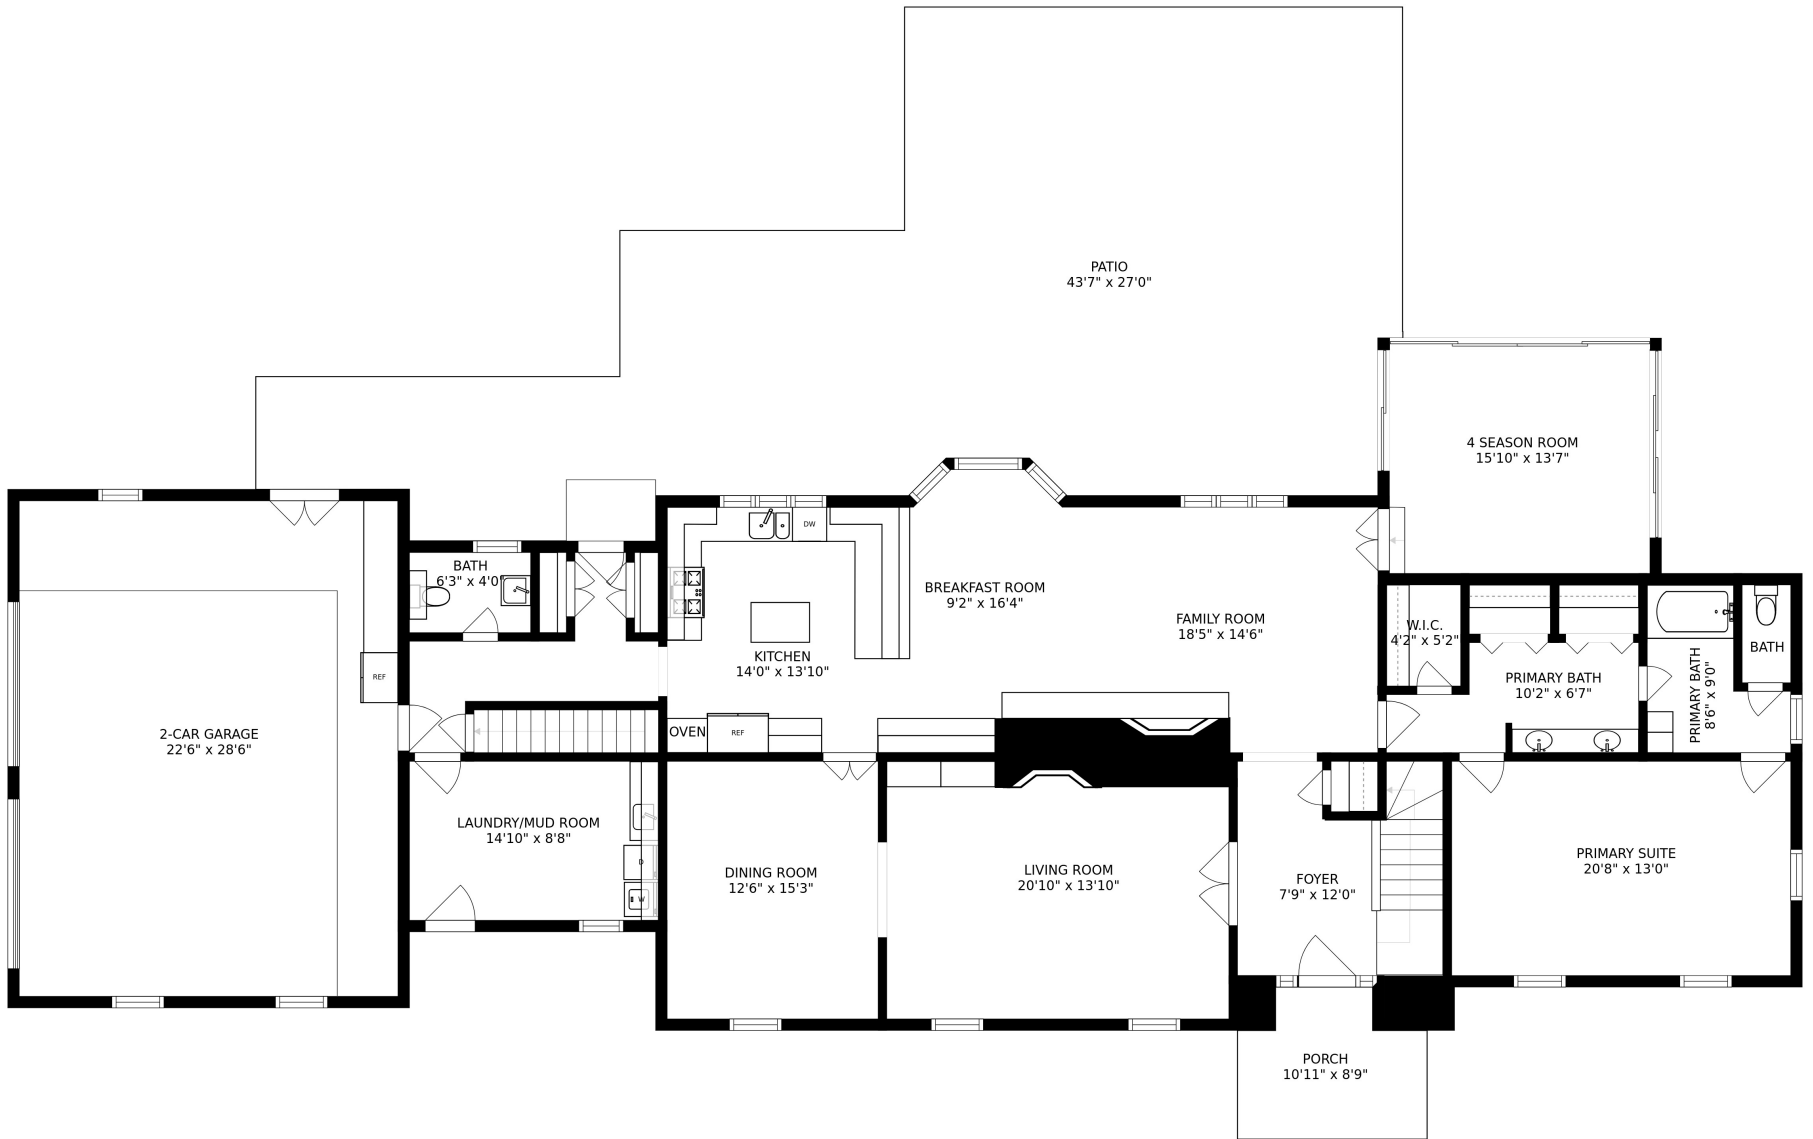 PATIO
43'7" x 27'0"
4 SEASON ROOM
15'10" x 13'7"
DW
BATH
6'3" x 4'0"
BREAKFAST ROOM
9'2" x 16'4"
FAMILY ROOM
18'5" x 14'6"
W.I.C.
4'2" x 5'2"
BATH
KITCHEN
14'0" x 13'10"
PRIMARY BATH
10'2" x 6'7"
PRIMARY BATH
8'6" x 9'0"
REF
2-CAR GARAGE
22'6" x 28'6"
OVEN
REF
LAUNDRY/MUD ROOM
14'10" x 8'8"
D
W
DINING ROOM
12'6" x 15'3"
LIVING ROOM
20'10" x 13'10"
FOYER
7'9" x 12'0"
PRIMARY SUITE
20'8" x 13'0"
PORCH
10'11" x 8'9"